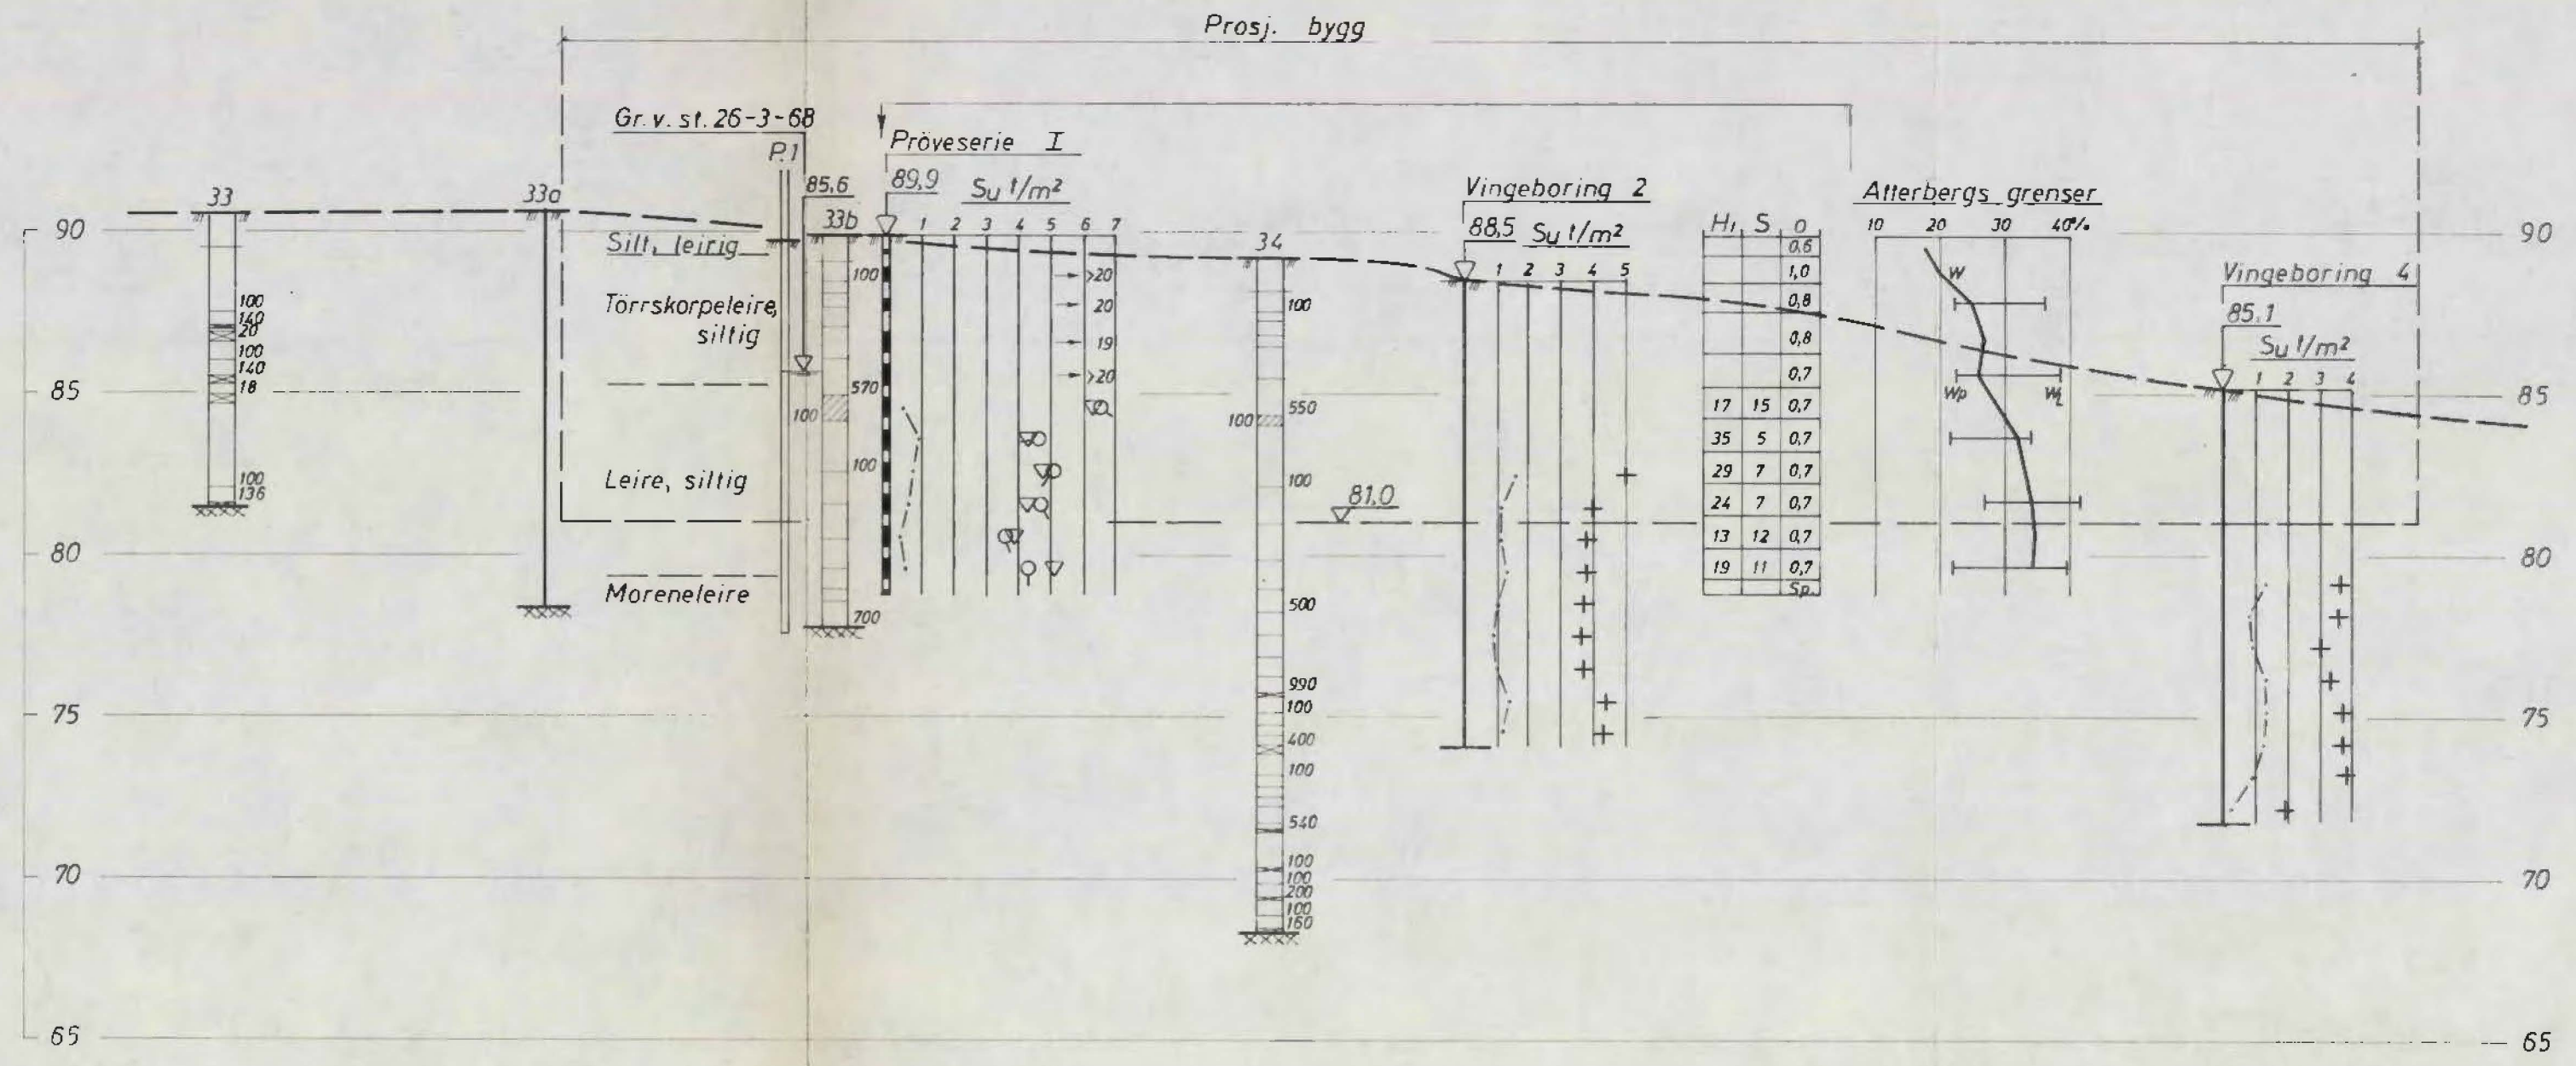 Prosj. bygg
Gr. v. st. 26-3-68
P.1
Pröveserie I
85,6
89,9
Su t/m²
33
33a
33b
1 2 3 4 5 6 7
34
Vingeboring 2
88,5
Su t/m²
1 2 3 4 5
Atterbergs grenser
10 20 30 40%
Vingeboring 4
85,1
Su t/m²
1 2 3 4
90
85
80
75
70
65
90
85
80
75
70
65
100
140
20
100
140
18
100
136
Silt, leirig
Törrskorpeleire,
siltig
Leire, siltig
Moreneleire
100
570
100
100
700
>20
20
19
>20
100
550
100
100
500
990
100
400
100
540
100
100
200
100
160
81,0
H₁ S O
0,6
1,0
0,8
0,8
0,7
17 15 0,7
35 5 0,7
29 7 0,7
24 7 0,7
13 12 0,7
19 11 0,7
Sp.
W
Wp
WL